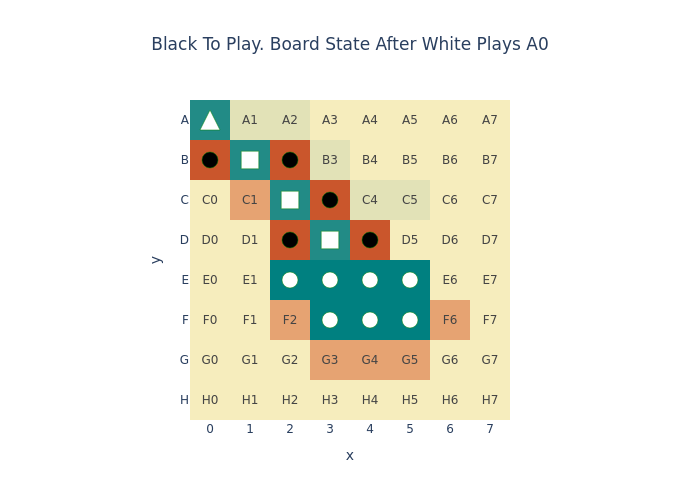 Black To Play. Board State After White Plays A0
A A1 A2 A3 A4 A5 A6 A7
B B3 B4 B5 B6 B7
C C0 C1 C4 C5 C6 C7
D D0 D1 D5 D6 D7
E E0 E1 E6 E7
F F0 F1 F2 F6 F7
G G0 G1 G2 G3 G4 G5 G6 G7
H H0 H1 H2 H3 H4 H5 H6 H7
0 1 2 3 4 5 6 7
x
y